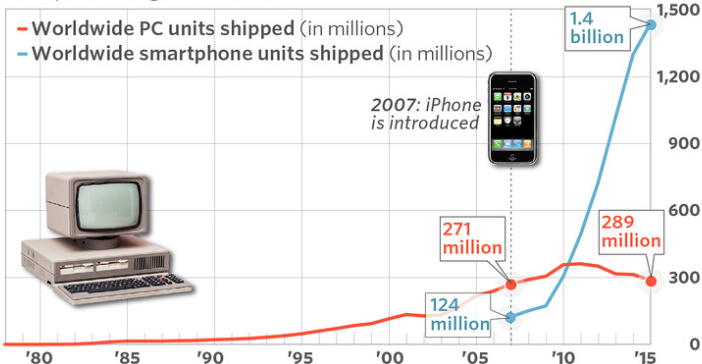 Worldwide PC units shipped (in millions)
Worldwide smartphone units shipped (in millions)
1.4
billion
1,500
1,200
2007: iPhone
is introduced
900
600
271
million
289
million
300
124
million
0
'80
'85
'90
'95
'00
'05
'10
'15